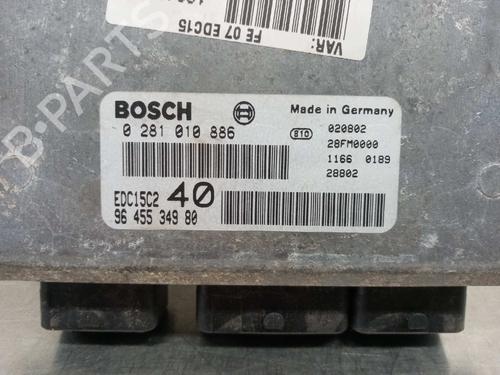 VAR:
FE 07 EDC15
BOSCH
Made in Germany
0 281 010 886
810
020802
28FM0000
1166 0189
28802
EDC15C2 40
96 455 349 80